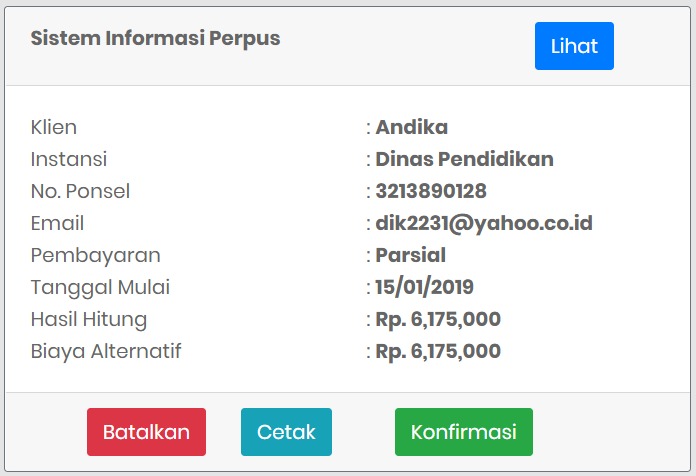 Sistem Informasi Perpus Lihat
Klien : Andika
Instansi : Dinas Pendidikan
No. Ponsel : 3213890128
Email : dik2231@yahoo.co.id
Pembayaran : Parsial
Tanggal Mulai : 15/01/2019
Hasil Hitung : Rp. 6,175,000
Biaya Alternatif : Rp. 6,175,000
Batalkan Cetak Konfirmasi